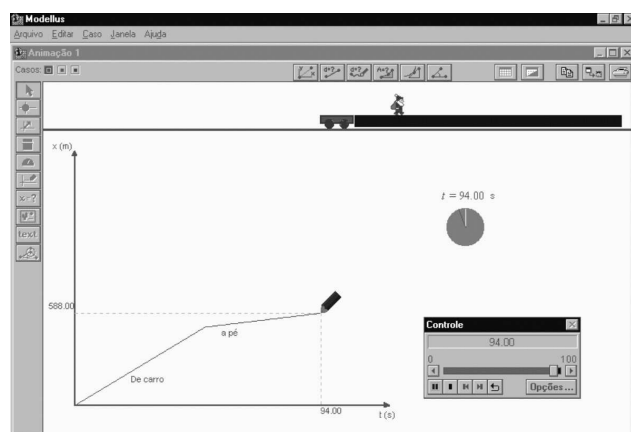 Modellus
Arquivo Editar Caso Janela Ajuda
Animação 1
Casos:
x (m)
t = 94.00 s
588.00
a pé
De carro
94.00
t (s)
Controle
94.00
0 100
Opções...
x=?
text